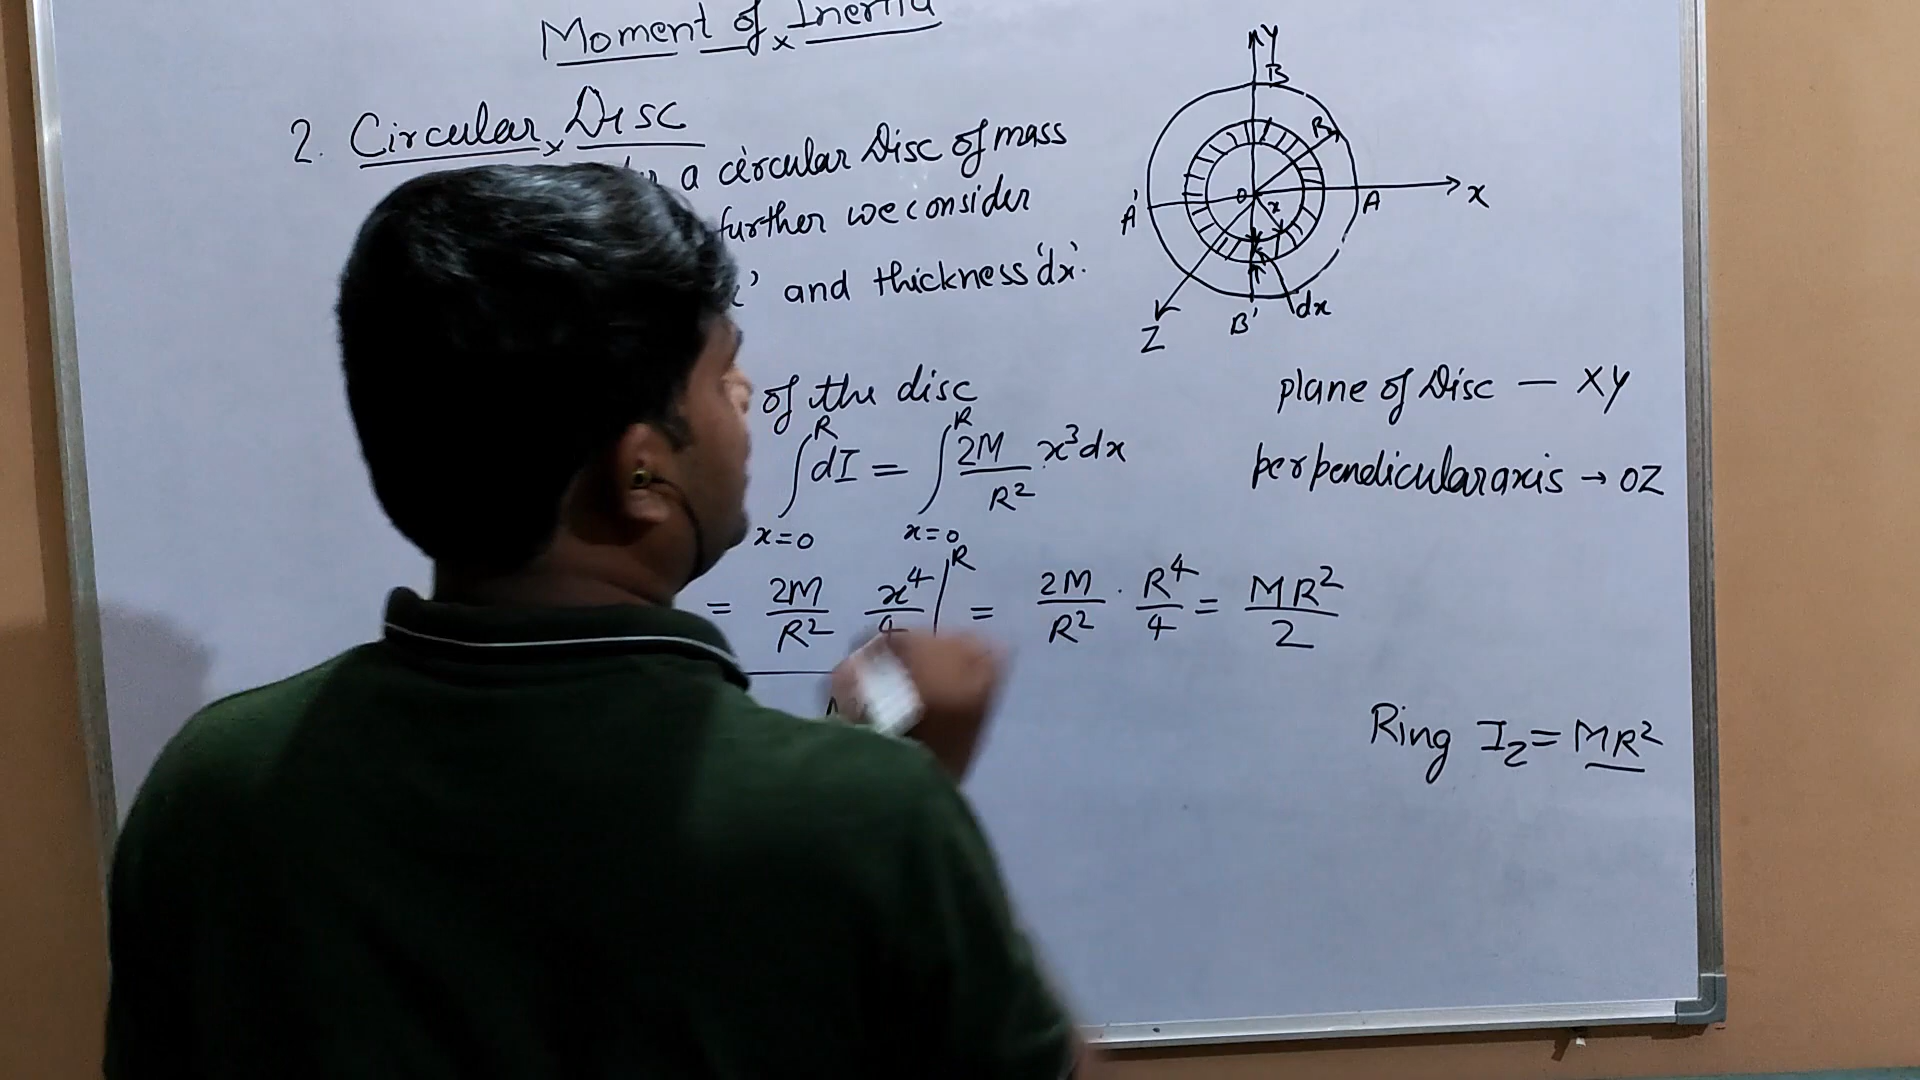 Moment of Inertia
2. Circular Disc
a circular Disc of mass
further we consider
x' and thickness 'dx'.
of the disc
∫_{x=0}^{R} dI = ∫_{x=0}^{R} 2M/R² x³dx
= 2M/R² x⁴/4 |^R = 2M/R² · R⁴/4 = MR²/2
Y
B
R
A'
O
x
A
x
Z
B'
dx
plane of Disc — XY
perpendicular axis → OZ
Ring I_Z = MR²